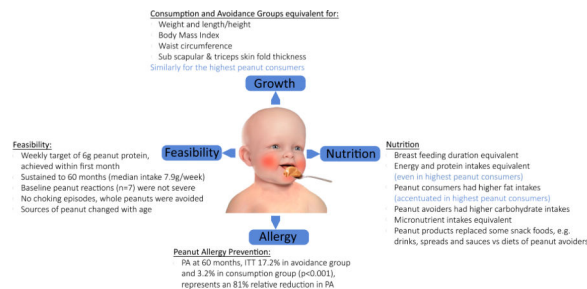 Consumption and Avoidance Groups equivalent for:
Weight and length/height
Body Mass Index
Waist circumference
Sub scapular & triceps skin fold thickness
Similarly for the highest peanut consumers
Growth
Feasibility:
Weekly target of 6g peanut protein,
achieved within first month
Sustained to 60 months (median intake 7.9g/week)
Baseline peanut reactions (n=7) were not severe
No choking episodes, whole peanuts were avoided
Sources of peanut changed with age
Feasibility
Nutrition
Nutrition
Breast feeding duration equivalent
Energy and protein intakes equivalent
(even in highest peanut consumers)
Peanut consumers had higher fat intakes
(accentuated in highest peanut consumers)
Peanut avoiders had higher carbohydrate intakes
Micronutrient intakes equivalent
Peanut products replaced some snack foods, e.g.
drinks, spreads and sauces vs diets of peanut avoiders
Allergy
Peanut Allergy Prevention:
PA at 60 months, ITT 17.2% in avoidance group
and 3.2% in consumption group (p<0.001),
represents an 81% relative reduction in PA